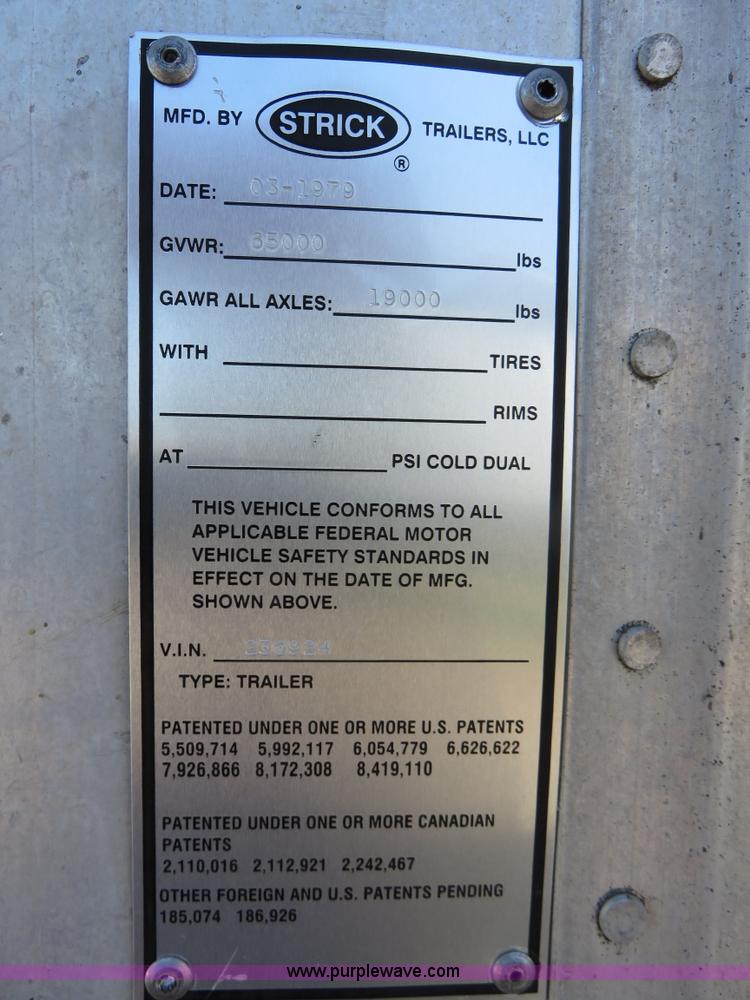 MFD. BY STRICK ® TRAILERS, LLC
DATE: 03-1979
GVWR: 65000 lbs
GAWR ALL AXLES: 19000 lbs
WITH TIRES
RIMS
AT PSI COLD DUAL
THIS VEHICLE CONFORMS TO ALL
APPLICABLE FEDERAL MOTOR
VEHICLE SAFETY STANDARDS IN
EFFECT ON THE DATE OF MFG.
SHOWN ABOVE.
V.I.N.
TYPE: TRAILER
PATENTED UNDER ONE OR MORE U.S. PATENTS
5,509,714 5,992,117 6,054,779 6,626,622
7,926,866 8,172,308 8,419,110
PATENTED UNDER ONE OR MORE CANADIAN
PATENTS
2,110,016 2,112,921 2,242,467
OTHER FOREIGN AND U.S. PATENTS PENDING
185,074 186,926
www.purplewave.com